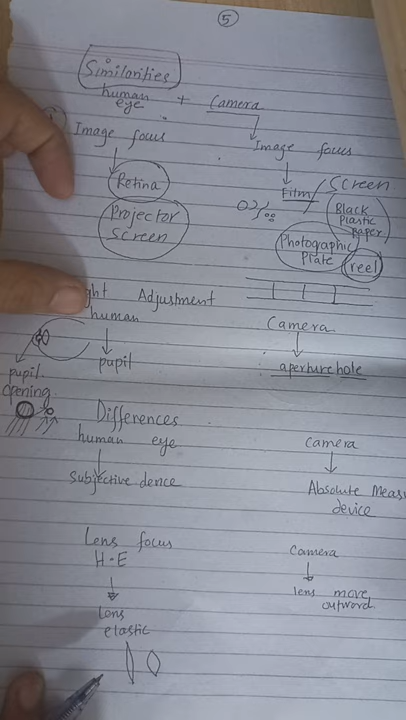 5
Similarities
human eye + Camera
Image focus
Image focus
Retina
Film / Screen
Projector Screen
Black Plastic Paper
Photographic Plate
reel
ght Adjustment
human
Camera
pupil
aperture hole
pupil opening
Differences
human eye
Camera
Subjective dence
Absolute Meas
device
Lens focus
H-E
Camera
lens move outword
Lens elastic